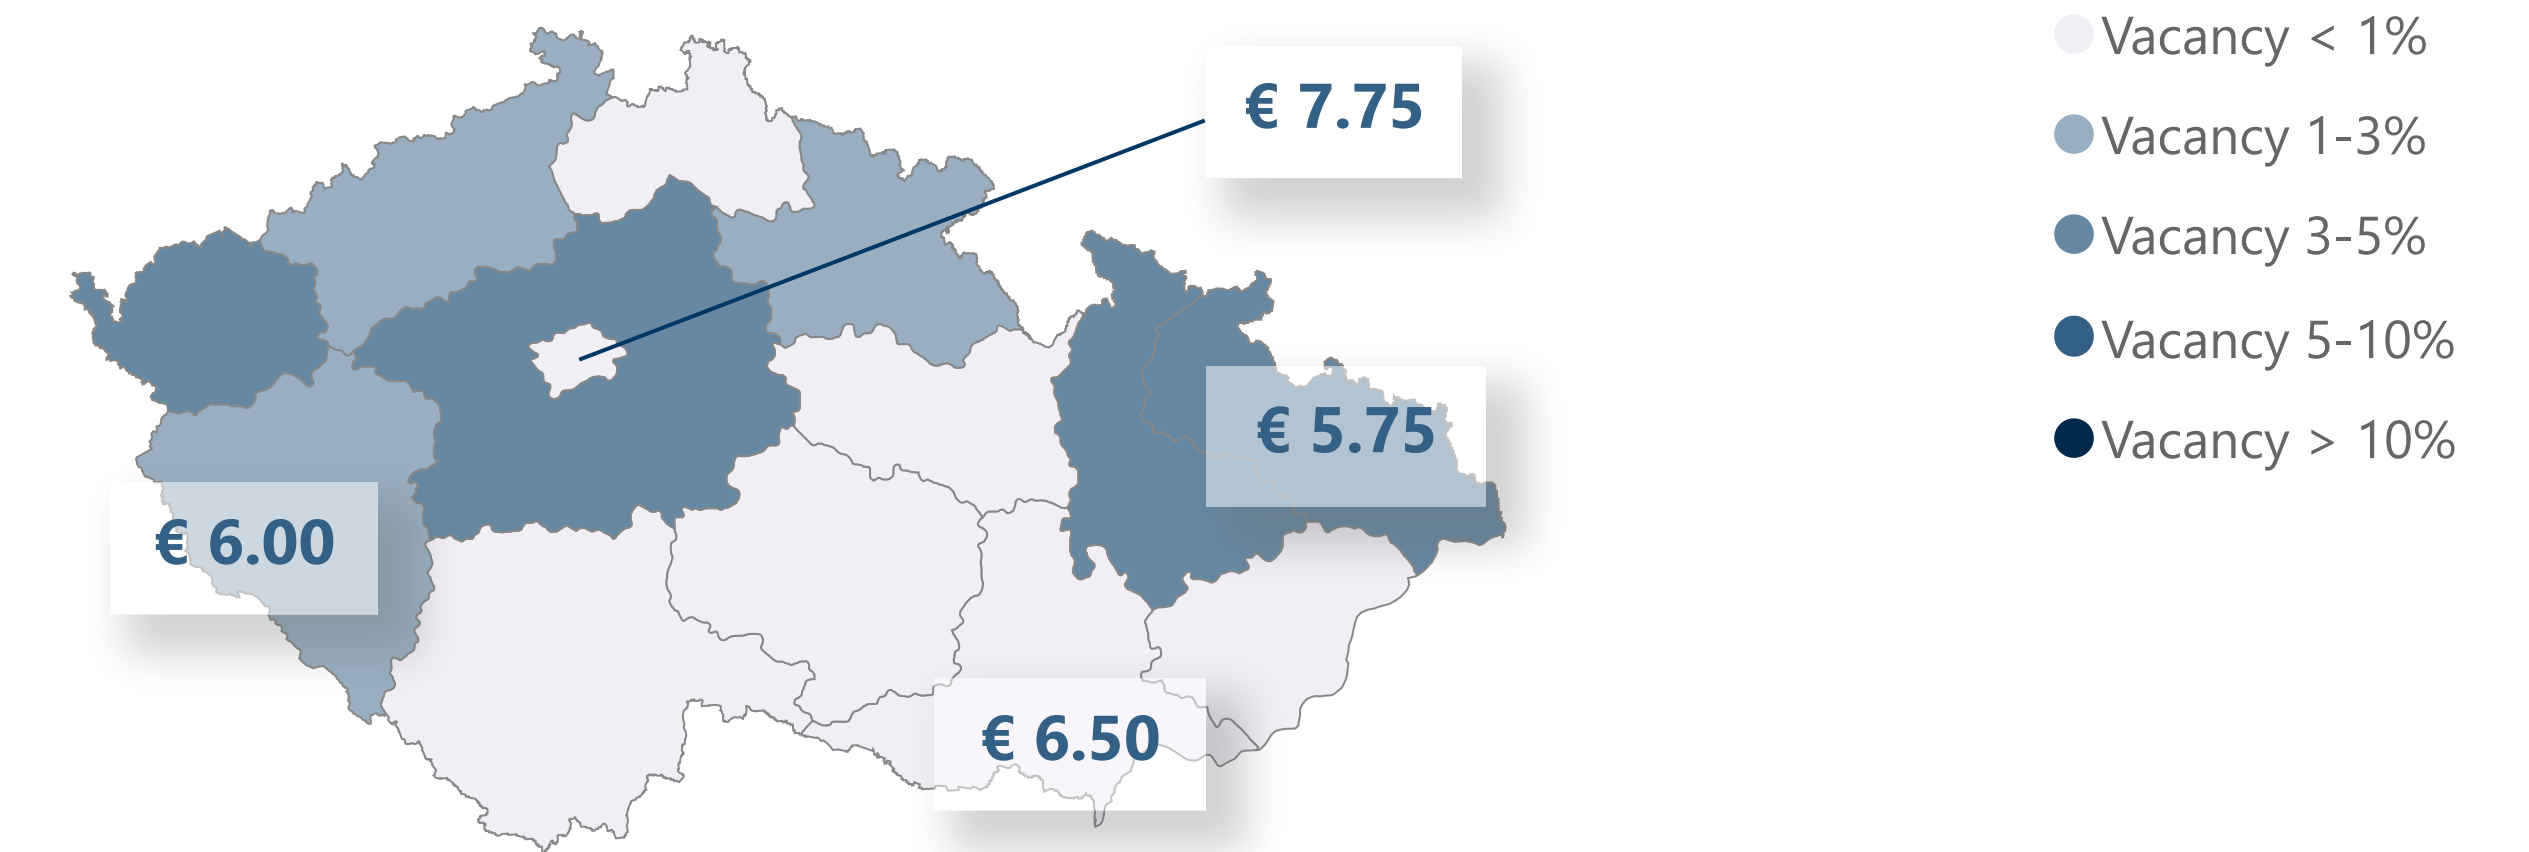 € 7.75
€ 5.75
€ 6.00
€ 6.50
Vacancy < 1%
Vacancy 1-3%
Vacancy 3-5%
Vacancy 5-10%
Vacancy > 10%